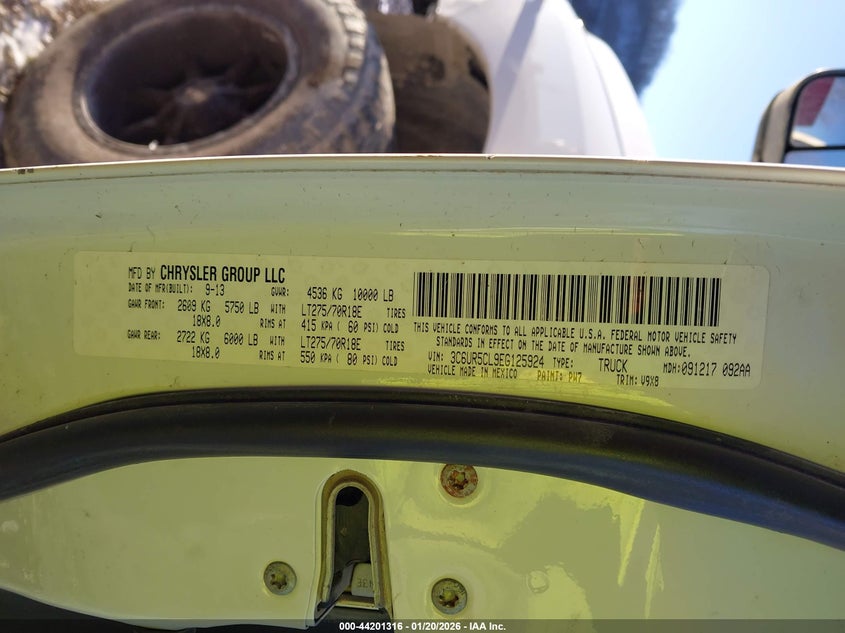 MFD BY CHRYSLER GROUP LLC
DATE OF MFR(BUILT): 9-13 GVWR: 4536 KG 10000 LB
GAWR FRONT: 2609 KG 5750 LB WITH LT275/70R18E TIRES
18X8.0 RIMS AT 415 KPA ( 60 PSI) COLD
GAWR REAR: 2722 KG 6000 LB WITH LT275/70R18E TIRES
18X8.0 RIMS AT 550 KPA ( 80 PSI) COLD
THIS VEHICLE CONFORMS TO ALL APPLICABLE U.S.A. FEDERAL MOTOR VEHICLE SAFETY
STANDARDS IN EFFECT ON THE DATE OF MANUFACTURE SHOWN ABOVE.
VIN: 3C6UR5CL9EG125924 TYPE: TRUCK MDH:091217 092AA
VEHICLE MADE IN MEXICO PAINT: PW7 TRIM: V9X8
000-44201316 - 01/20/2026 - IAA Inc.